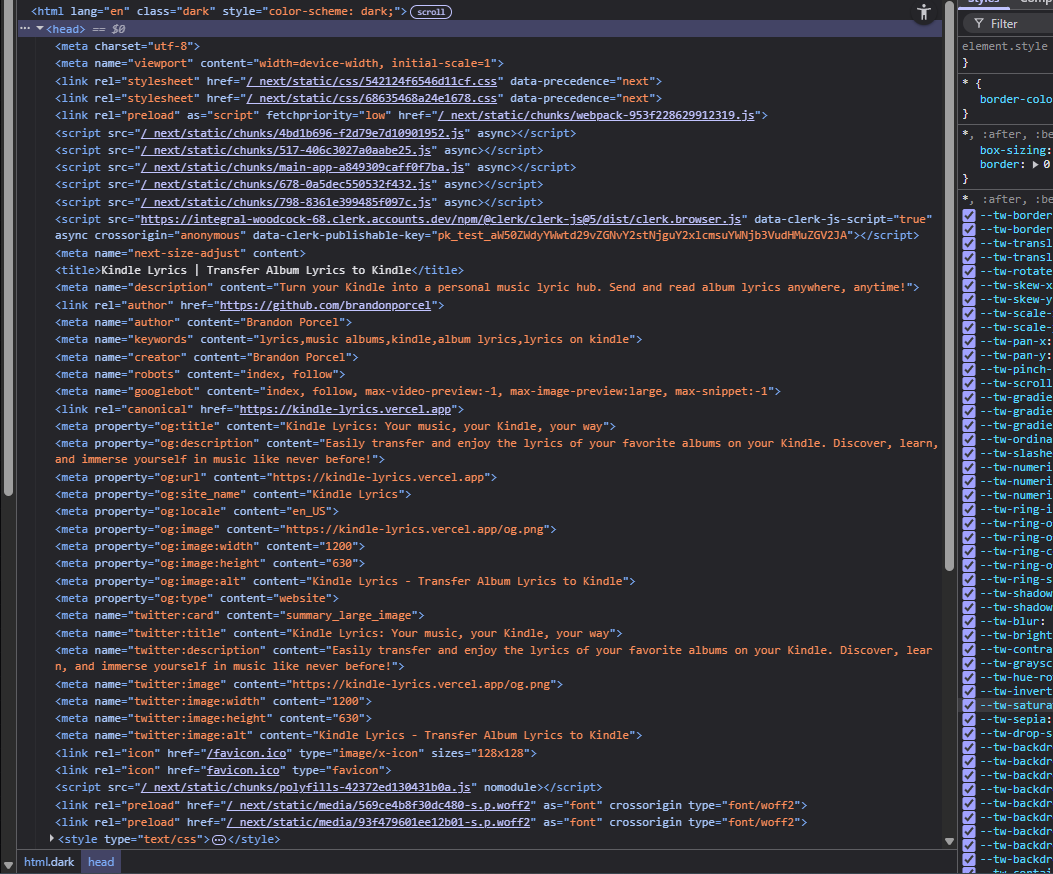 <html lang="en" class="dark" style="color-scheme: dark;"> scroll
··· ▼<head> == $0
<meta charset="utf-8">
<meta name="viewport" content="width=device-width, initial-scale=1">
<link rel="stylesheet" href="/_next/static/css/542124f6546d11cf.css" data-precedence="next">
<link rel="stylesheet" href="/_next/static/css/68635468a24e1678.css" data-precedence="next">
<link rel="preload" as="script" fetchpriority="low" href="/_next/static/chunks/webpack-953f228629912319.js">
<script src="/_next/static/chunks/4bd1b696-f2d79e7d10901952.js" async></script>
<script src="/_next/static/chunks/517-406c3027a0aabe25.js" async></script>
<script src="/_next/static/chunks/main-app-a849309caff0f7ba.js" async></script>
<script src="/_next/static/chunks/678-0a5dec550532f432.js" async></script>
<script src="/_next/static/chunks/798-8361e399485f097c.js" async></script>
<script src="https://integral-woodcock-68.clerk.accounts.dev/npm/@clerk/clerk-js@5/dist/clerk.browser.js" data-clerk-js-script="true"
async crossorigin="anonymous" data-clerk-publishable-key="pk_test_aW50ZWdyYWwtd29vZGNvY2stNjguY2xlcmsuYWNjb3VudHMuZGV2JA"></script>
<meta name="next-size-adjust" content>
<title>Kindle Lyrics | Transfer Album Lyrics to Kindle</title>
<meta name="description" content="Turn your Kindle into a personal music lyric hub. Send and read album lyrics anywhere, anytime!">
<link rel="author" href="https://github.com/brandonporcel">
<meta name="author" content="Brandon Porcel">
<meta name="keywords" content="lyrics,music albums,kindle,album lyrics,lyrics on kindle">
<meta name="creator" content="Brandon Porcel">
<meta name="robots" content="index, follow">
<meta name="googlebot" content="index, follow, max-video-preview:-1, max-image-preview:large, max-snippet:-1">
<link rel="canonical" href="https://kindle-lyrics.vercel.app">
<meta property="og:title" content="Kindle Lyrics: Your music, your Kindle, your way">
<meta property="og:description" content="Easily transfer and enjoy the lyrics of your favorite albums on your Kindle. Discover, learn,
and immerse yourself in music like never before!">
<meta property="og:url" content="https://kindle-lyrics.vercel.app">
<meta property="og:site_name" content="Kindle Lyrics">
<meta property="og:locale" content="en_US">
<meta property="og:image" content="https://kindle-lyrics.vercel.app/og.png">
<meta property="og:image:width" content="1200">
<meta property="og:image:height" content="630">
<meta property="og:image:alt" content="Kindle Lyrics - Transfer Album Lyrics to Kindle">
<meta property="og:type" content="website">
<meta name="twitter:card" content="summary_large_image">
<meta name="twitter:title" content="Kindle Lyrics: Your music, your Kindle, your way">
<meta name="twitter:description" content="Easily transfer and enjoy the lyrics of your favorite albums on your Kindle. Discover, lear
n, and immerse yourself in music like never before!">
<meta name="twitter:image" content="https://kindle-lyrics.vercel.app/og.png">
<meta name="twitter:image:width" content="1200">
<meta name="twitter:image:height" content="630">
<meta name="twitter:image:alt" content="Kindle Lyrics - Transfer Album Lyrics to Kindle">
<link rel="icon" href="/favicon.ico" type="image/x-icon" sizes="128x128">
<link rel="icon" href="favicon.ico" type="favicon">
<script src="/_next/static/chunks/polyfills-42372ed130431b0a.js" nomodule></script>
<link rel="preload" href="/_next/static/media/569ce4b8f30dc480-s.p.woff2" as="font" crossorigin type="font/woff2">
<link rel="preload" href="/_next/static/media/93f479601ee12b01-s.p.woff2" as="font" crossorigin type="font/woff2">
▶<style type="text/css">…</style>
html.dark head
Styles
Filter
element.style
}
* {
border-colo
}
*, :after, :be
box-sizing:
border: ▶ 0
}
*, :after, :be
--tw-border
--tw-border
--tw-transl
--tw-transl
--tw-rotate
--tw-skew-x
--tw-skew-y
--tw-scale-
--tw-scale-
--tw-pan-x:
--tw-pan-y:
--tw-pinch-
--tw-scroll
--tw-gradie
--tw-gradie
--tw-gradie
--tw-ordina
--tw-slashe
--tw-numeri
--tw-numeri
--tw-numeri
--tw-ring-i
--tw-ring-o
--tw-ring-o
--tw-ring-c
--tw-ring-o
--tw-ring-s
--tw-shadow
--tw-shadow
--tw-blur:
--tw-bright
--tw-contra
--tw-graysc
--tw-hue-ro
--tw-invert
--tw-satura
--tw-sepia:
--tw-drop-s
--tw-backdr
--tw-backdr
--tw-backdr
--tw-backdr
--tw-backdr
--tw-backdr
--tw-backdr
--tw-backdr
--tw-backdr
--tw-contai